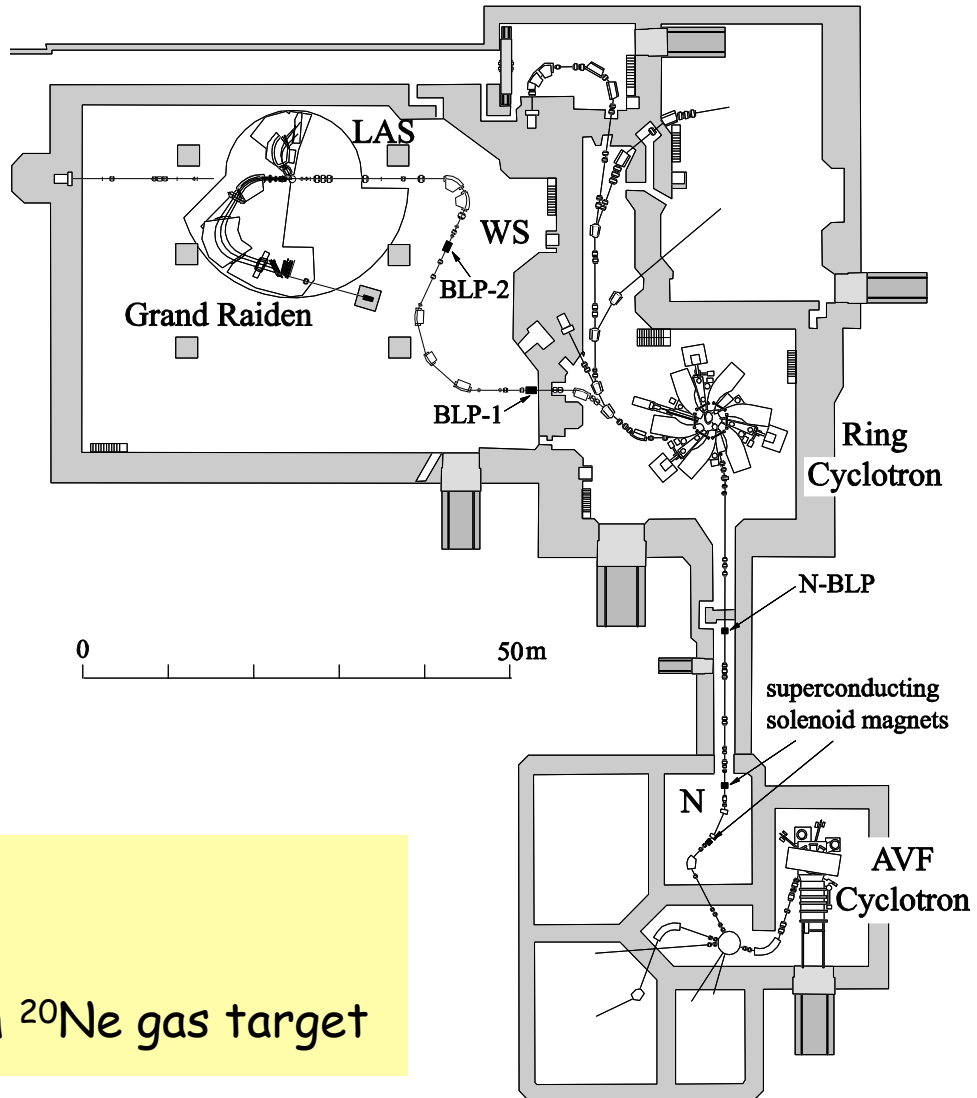 LAS
WS
BLP-2
Grand Raiden
BLP-1
Ring
Cyclotron
N-BLP
0
50 m
superconducting
solenoid magnets
N
AVF
Cyclotron
²⁰Ne gas target